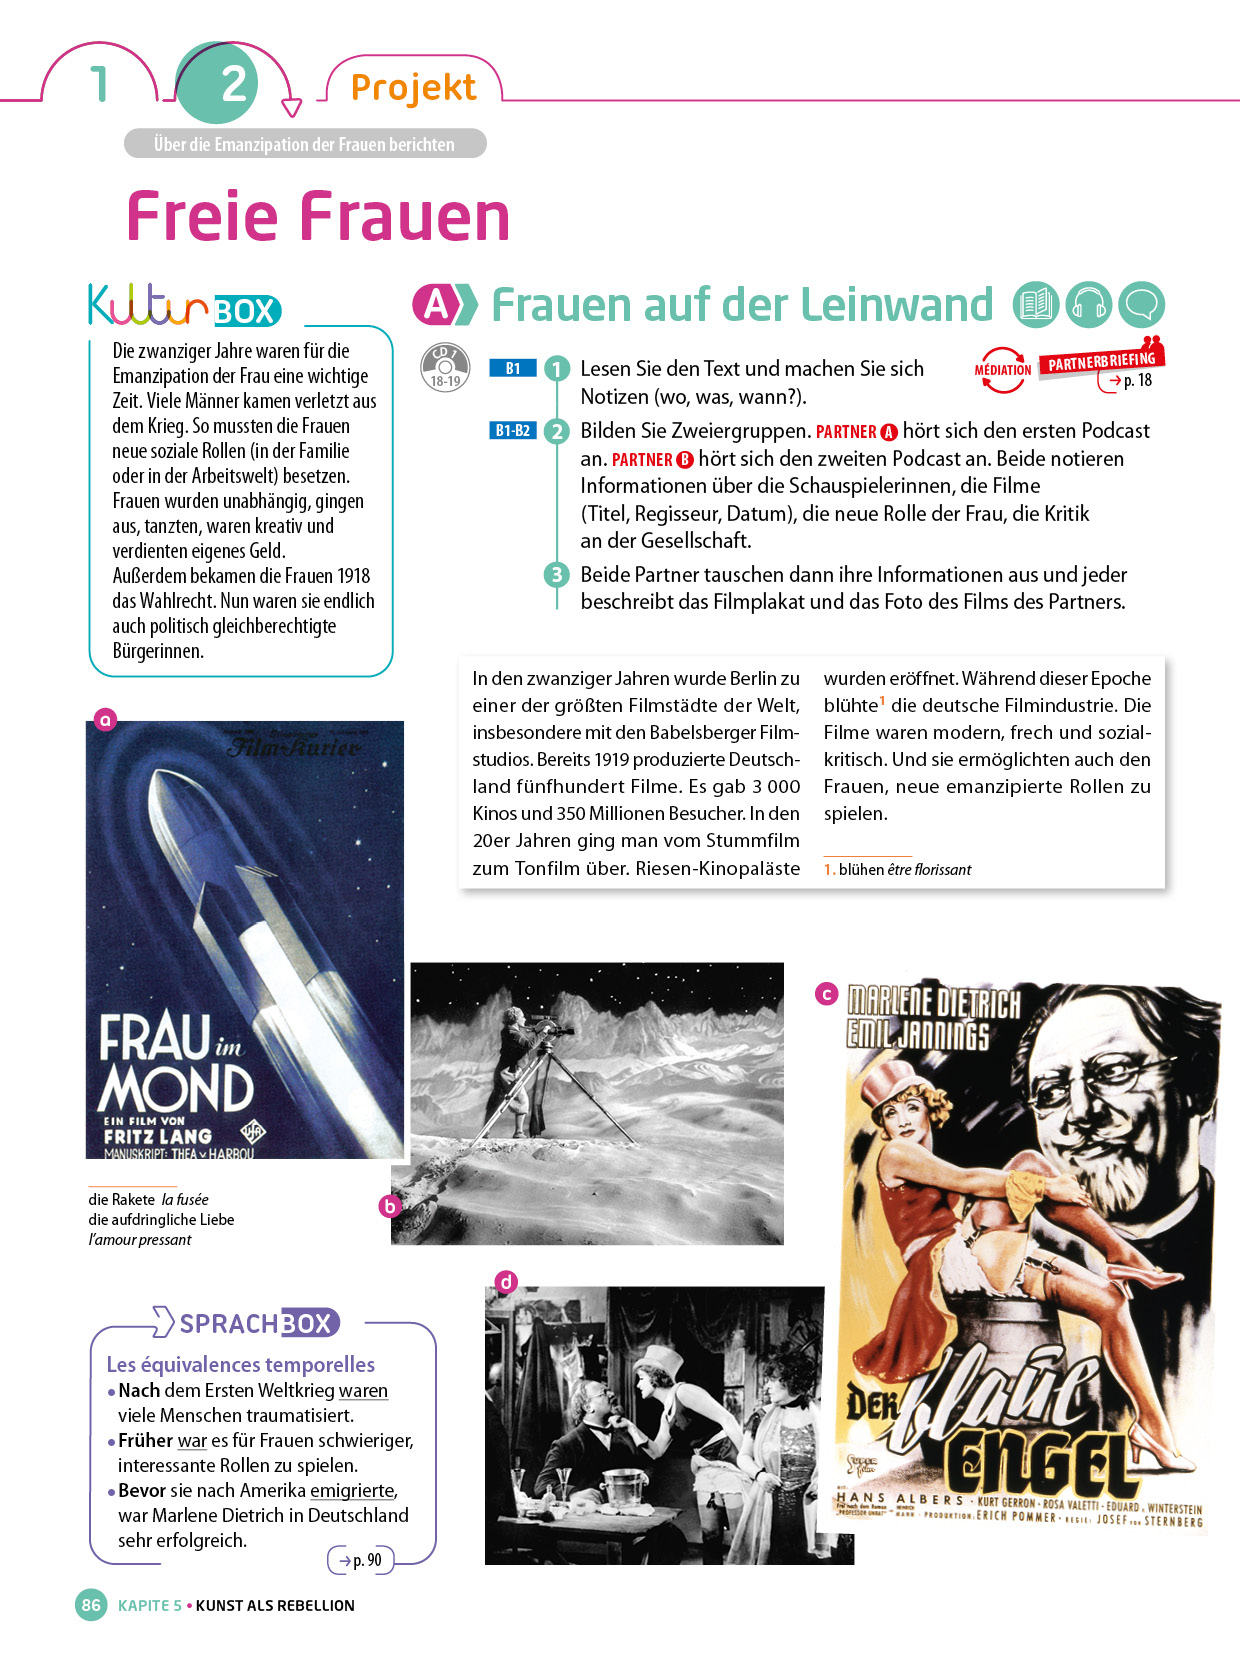 1
2
Projekt
Über die Emanzipation der Frauen berichten
Freie Frauen
Kultur BOX
Die zwanziger Jahre waren für die
Emanzipation der Frau eine wichtige
Zeit. Viele Männer kamen verletzt aus
dem Krieg. So mussten die Frauen
neue soziale Rollen (in der Familie
oder in der Arbeitswelt) besetzen.
Frauen wurden unabhängig, gingen
aus, tanzten, waren kreativ und
verdienten eigenes Geld.
Außerdem bekamen die Frauen 1918
das Wahlrecht. Nun waren sie endlich
auch politisch gleichberechtigte
Bürgerinnen.
A Frauen auf der Leinwand
CD 1
18-19
MÉDIATION
PARTNERBRIEFING
→ p. 18
B1 1 Lesen Sie den Text und machen Sie sich
Notizen (wo, was, wann?).
B1-B2 2 Bilden Sie Zweiergruppen. PARTNER A hört sich den ersten Podcast
an. PARTNER B hört sich den zweiten Podcast an. Beide notieren
Informationen über die Schauspielerinnen, die Filme
(Titel, Regisseur, Datum), die neue Rolle der Frau, die Kritik
an der Gesellschaft.
3 Beide Partner tauschen dann ihre Informationen aus und jeder
beschreibt das Filmplakat und das Foto des Films des Partners.
In den zwanziger Jahren wurde Berlin zu
einer der größten Filmstädte der Welt,
insbesondere mit den Babelsberger Film-
studios. Bereits 1919 produzierte Deutsch-
land fünfhundert Filme. Es gab 3 000
Kinos und 350 Millionen Besucher. In den
20er Jahren ging man vom Stummfilm
zum Tonfilm über. Riesen-Kinopaläste
wurden eröffnet. Während dieser Epoche
blühte1 die deutsche Filmindustrie. Die
Filme waren modern, frech und sozial-
kritisch. Und sie ermöglichten auch den
Frauen, neue emanzipierte Rollen zu
spielen.
1. blühen être florissant
a
Film-Kurier
FRAU im
MOND
EIN FILM VON
FRITZ LANG
UFA
MANUSKRIPT: THEA v HARBOU
die Rakete la fusée
die aufdringliche Liebe
l'amour pressant
b
c
MARLENE DIETRICH
EMIL JANNINGS
DER blaue
ENGEL
HANS ALBERS · KURT GERRON · ROSA VALETTI · EDUARD v. WINTERSTEIN
PRODUKTION: ERICH POMMER · REGIE: JOSEF von STERNBERG
d
SPRACHBOX
Les équivalences temporelles
• Nach dem Ersten Weltkrieg waren
viele Menschen traumatisiert.
• Früher war es für Frauen schwieriger,
interessante Rollen zu spielen.
• Bevor sie nach Amerika emigrierte,
war Marlene Dietrich in Deutschland
sehr erfolgreich.
→ p. 90
86 KAPITE 5 • KUNST ALS REBELLION